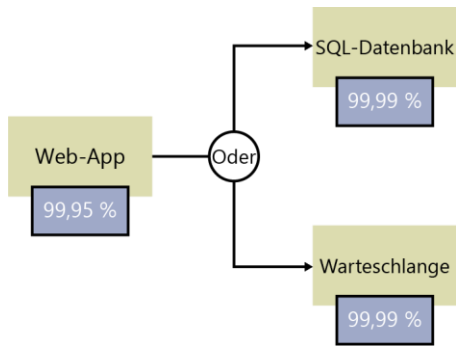 SQL-Datenbank
99,99 %
Web-App
Oder
99,95 %
Warteschlange
99,99 %